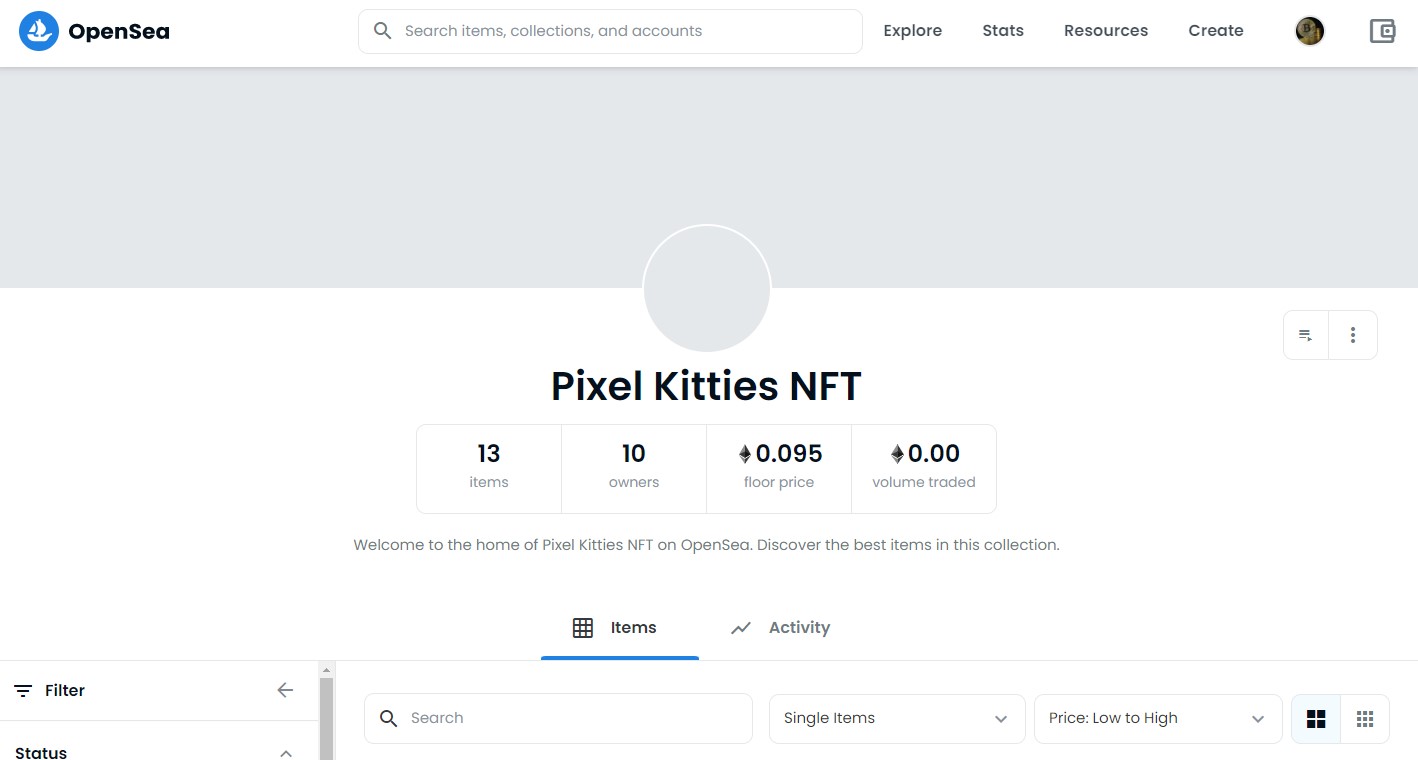 OpenSea
Search items, collections, and accounts
Explore
Stats
Resources
Create
Pixel Kitties NFT
13
items
10
owners
0.095
floor price
0.00
volume traded
Welcome to the home of Pixel Kitties NFT on OpenSea. Discover the best items in this collection.
Items
Activity
Filter
Search
Single Items
Price: Low to High
Status